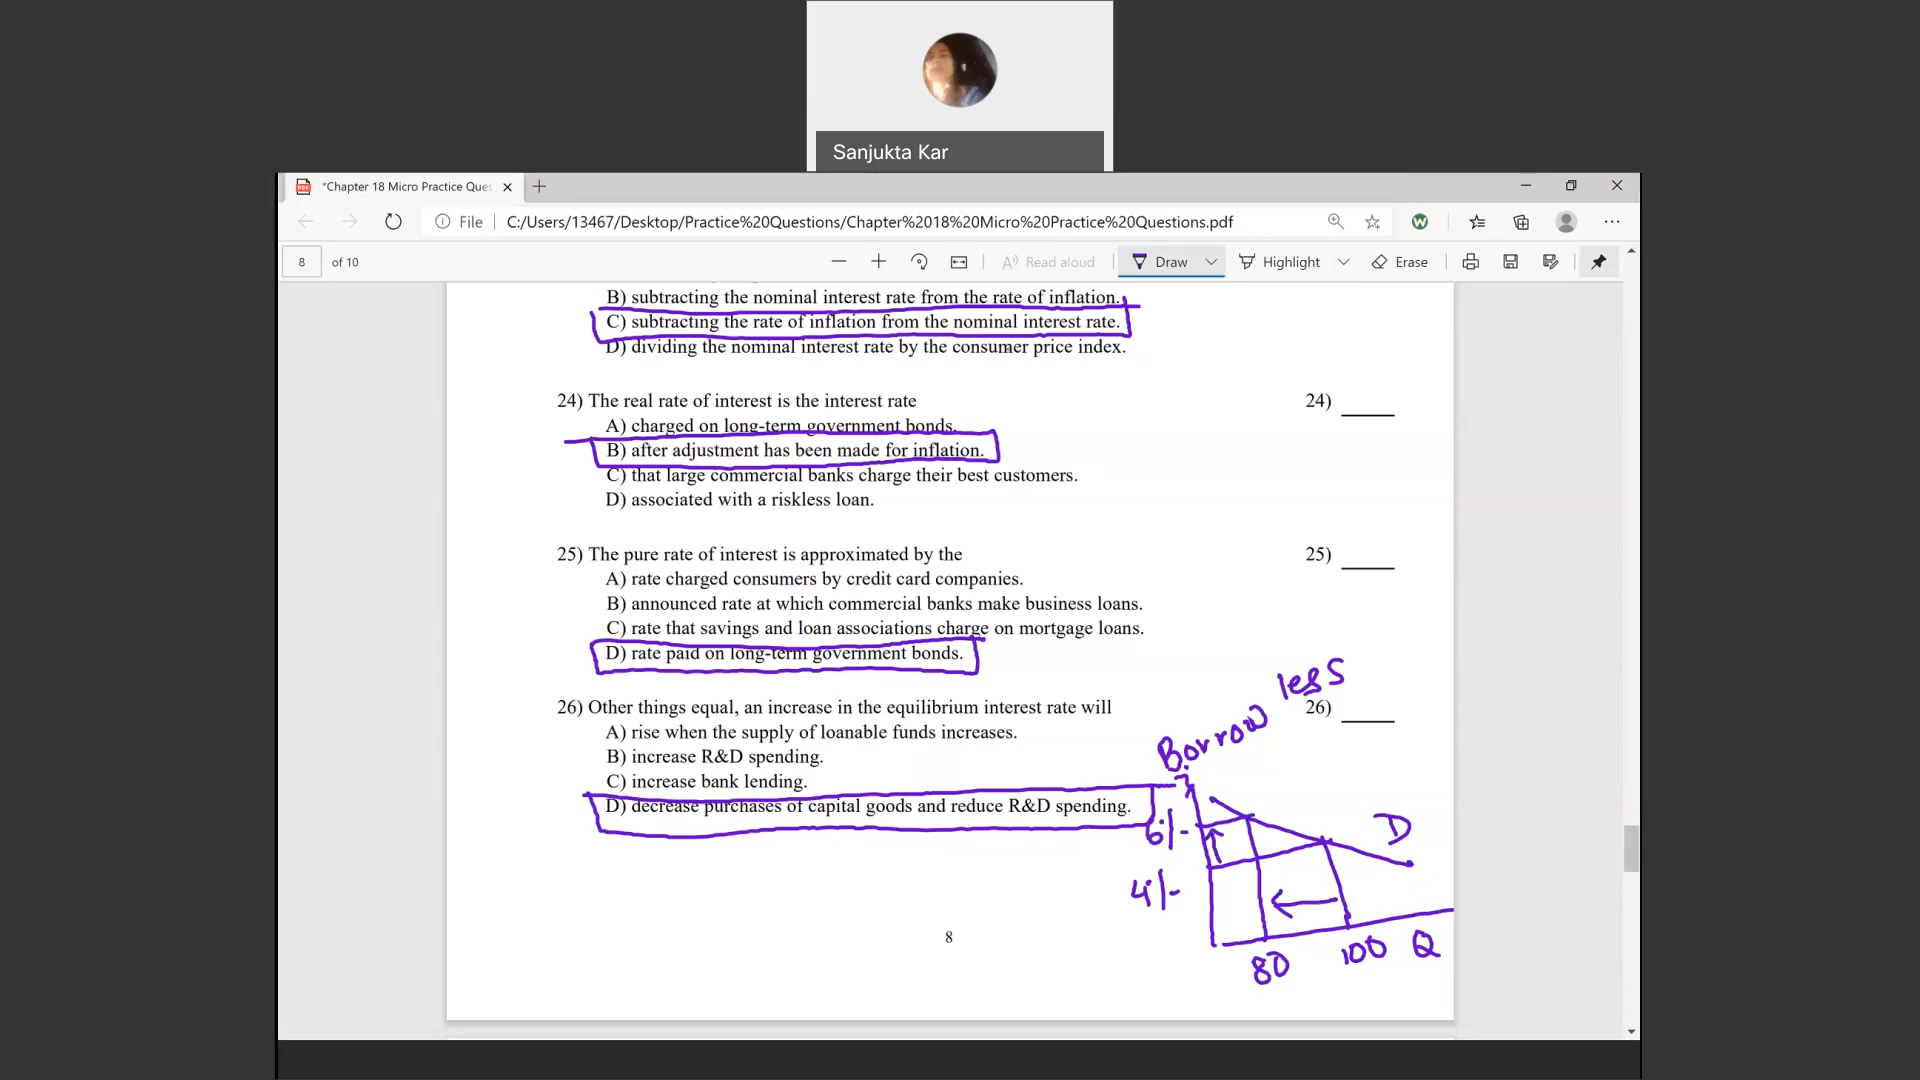 Sanjukta Kar
*Chapter 18 Micro Practice Ques
File C:/Users/13467/Desktop/Practice%20Questions/Chapter%2018%20Micro%20Practice%20Questions.pdf
8 of 10 Read aloud Draw Highlight Erase
B) subtracting the nominal interest rate from the rate of inflation.
C) subtracting the rate of inflation from the nominal interest rate.
D) dividing the nominal interest rate by the consumer price index.
24) The real rate of interest is the interest rate 24)
A) charged on long-term government bonds.
B) after adjustment has been made for inflation.
C) that large commercial banks charge their best customers.
D) associated with a riskless loan.
25) The pure rate of interest is approximated by the 25)
A) rate charged consumers by credit card companies.
B) announced rate at which commercial banks make business loans.
C) rate that savings and loan associations charge on mortgage loans.
D) rate paid on long-term government bonds.
26) Other things equal, an increase in the equilibrium interest rate will 26)
A) rise when the supply of loanable funds increases.
B) increase R&D spending.
C) increase bank lending.
D) decrease purchases of capital goods and reduce R&D spending.
Borrow less
6%
D
4%
80 100 Q
8